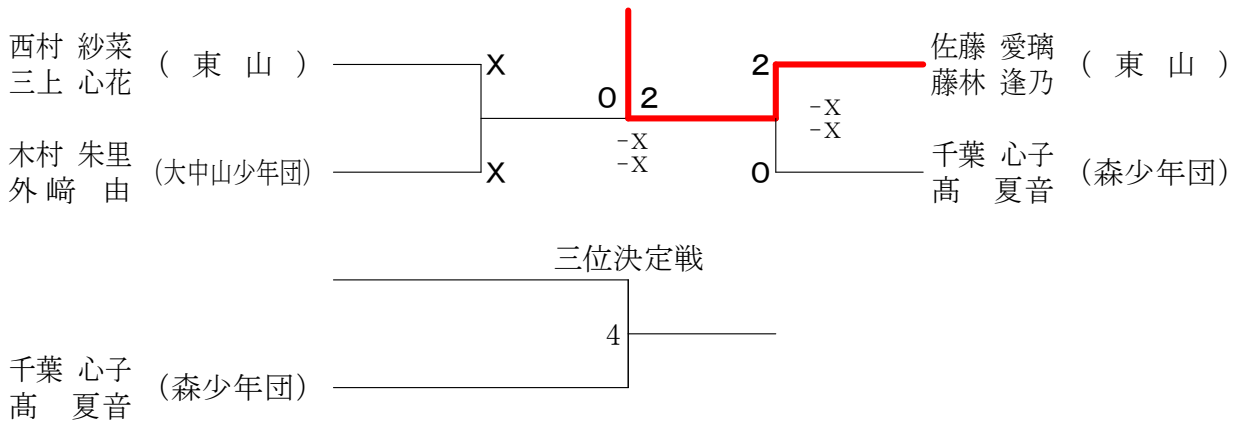 西村 紗菜
三上 心花
( 東 山 )
X
木村 朱里
外﨑 由
(大中山少年団)
X
0 2
-X
-X
2
佐藤 愛璃
藤林 逢乃
( 東 山 )
-X
-X
0
千葉 心子
髙 夏音
(森少年団)
三位決定戦
4
千葉 心子
髙 夏音
(森少年団)